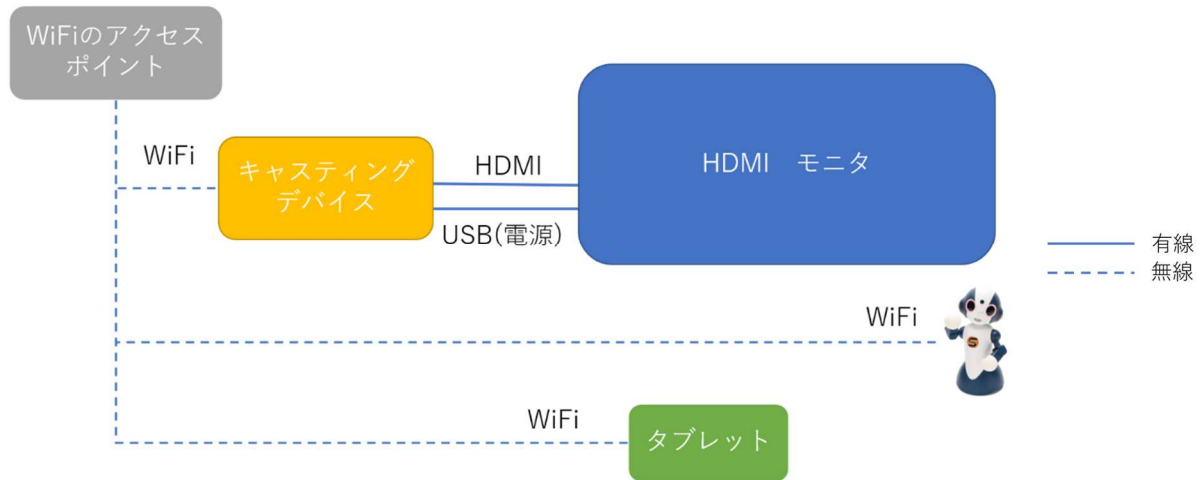 WiFiのアクセス
ポイント
WiFi
キャスティング
デバイス
HDMI
USB(電源)
HDMI　モニタ
有線
無線
WiFi
S
WiFi
タブレット